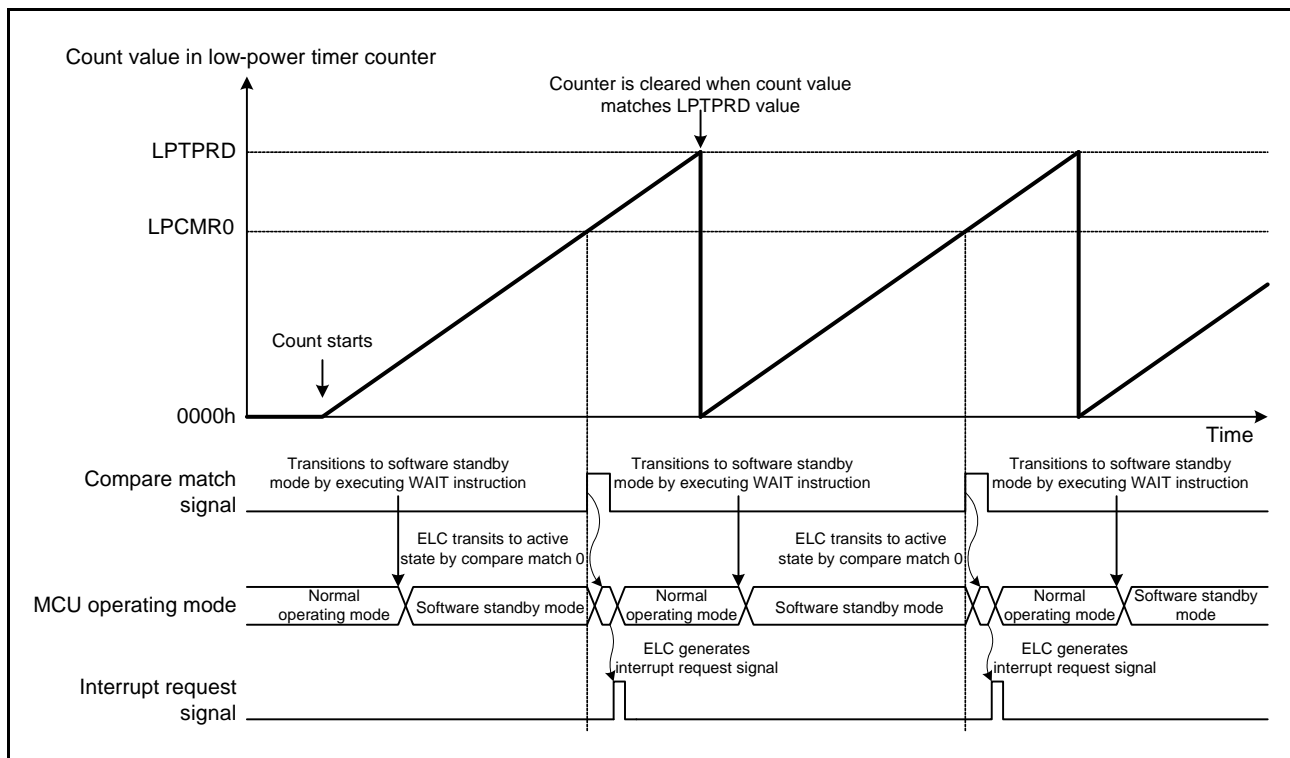 Count value in low-power timer counter
Counter is cleared when count value
matches LPTPRD value
LPTPRD
LPCMR0
Count starts
0000h
Time
Compare match
signal
Transitions to software standby
mode by executing WAIT instruction
Transitions to software standby
mode by executing WAIT instruction
Transitions to software standby
mode by executing WAIT instruction
ELC transits to active
state by compare match 0
ELC transits to active
state by compare match 0
MCU operating mode
Normal
operating mode
Software standby mode
Normal
operating mode
Software standby mode
Normal
operating mode
Software standby
mode
ELC generates
interrupt request signal
ELC generates
interrupt request signal
Interrupt request
signal